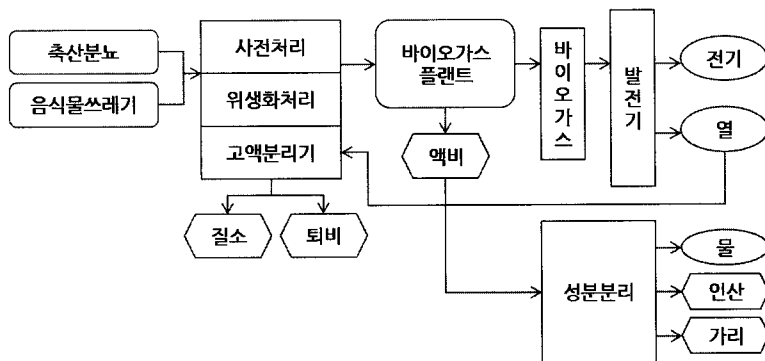 축산분뇨
음식물쓰레기
사전처리
위생화처리
고액분리기
질소
퇴비
바이오가스
플랜트
액비
바이오가스
발전기
전기
열
성분분리
물
인산
가리